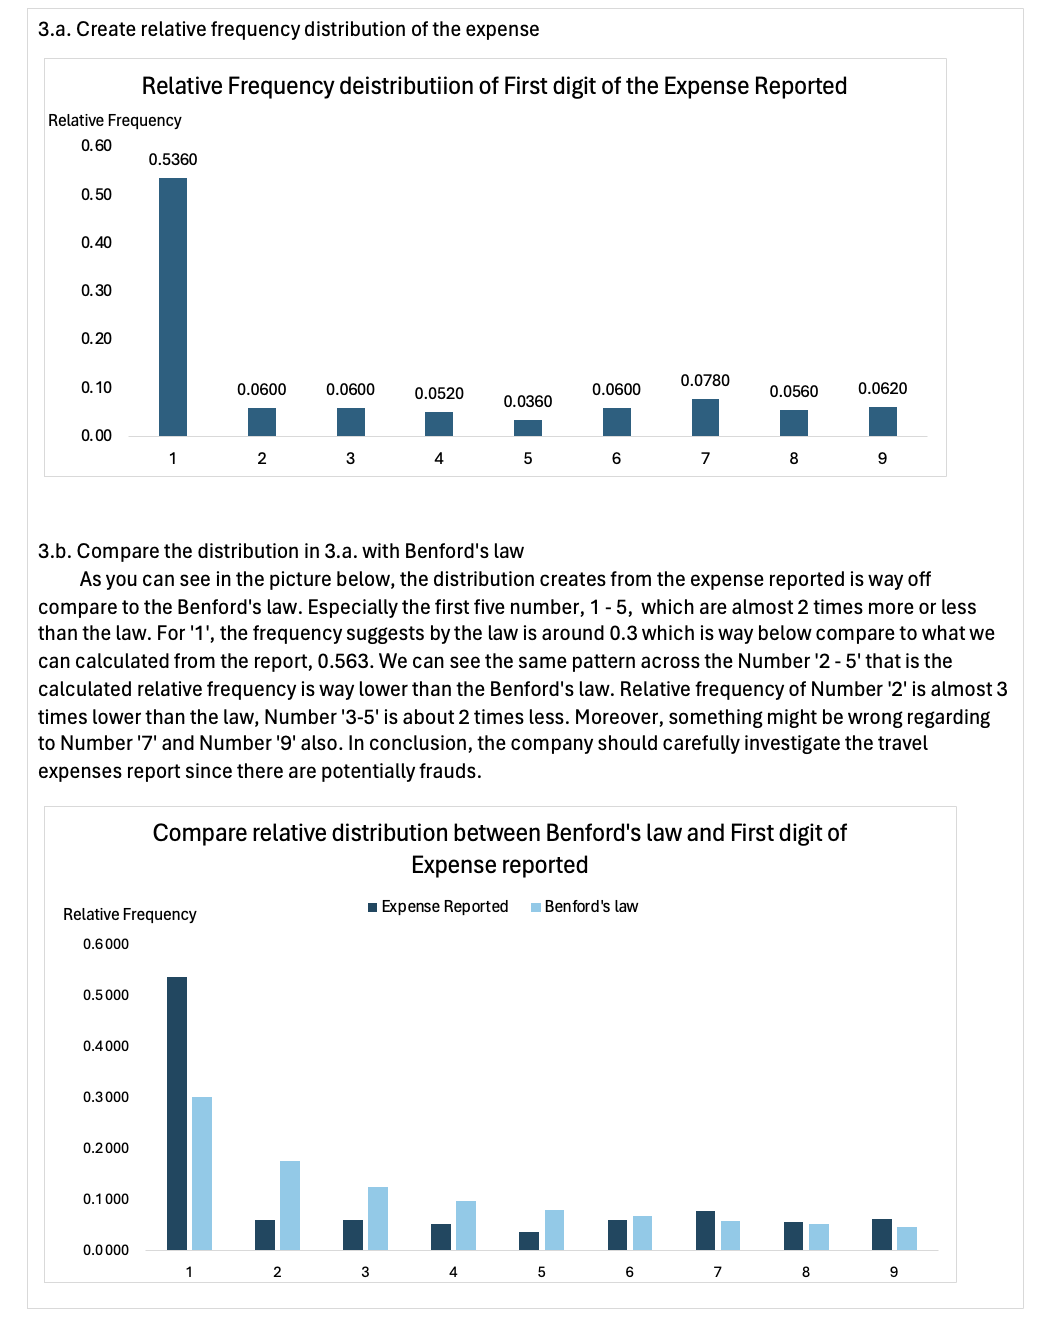 3.a. Create relative frequency distribution of the expense
Relative Frequency deistributiion of First digit of the Expense Reported
Relative Frequency
0.60
0.5360
0.50
0.40
0.30
0.20
0.10
0.0600
0.0600
0.0520
0.0360
0.0600
0.0780
0.0560
0.0620
0.00
1 2 3 4 5 6 7 8 9
3.b. Compare the distribution in 3.a. with Benford's law
As you can see in the picture below, the distribution creates from the expense reported is way off
compare to the Benford's law. Especially the first five number, 1 - 5, which are almost 2 times more or less
than the law. For '1', the frequency suggests by the law is around 0.3 which is way below compare to what we
can calculated from the report, 0.563. We can see the same pattern across the Number '2 - 5' that is the
calculated relative frequency is way lower than the Benford's law. Relative frequency of Number '2' is almost 3
times lower than the law, Number '3-5' is about 2 times less. Moreover, something might be wrong regarding
to Number '7' and Number '9' also. In conclusion, the company should carefully investigate the travel
expenses report since there are potentially frauds.
Compare relative distribution between Benford's law and First digit of
Expense reported
Expense Reported Benford's law
Relative Frequency
0.6000
0.5000
0.4000
0.3000
0.2000
0.1000
0.0000
1 2 3 4 5 6 7 8 9